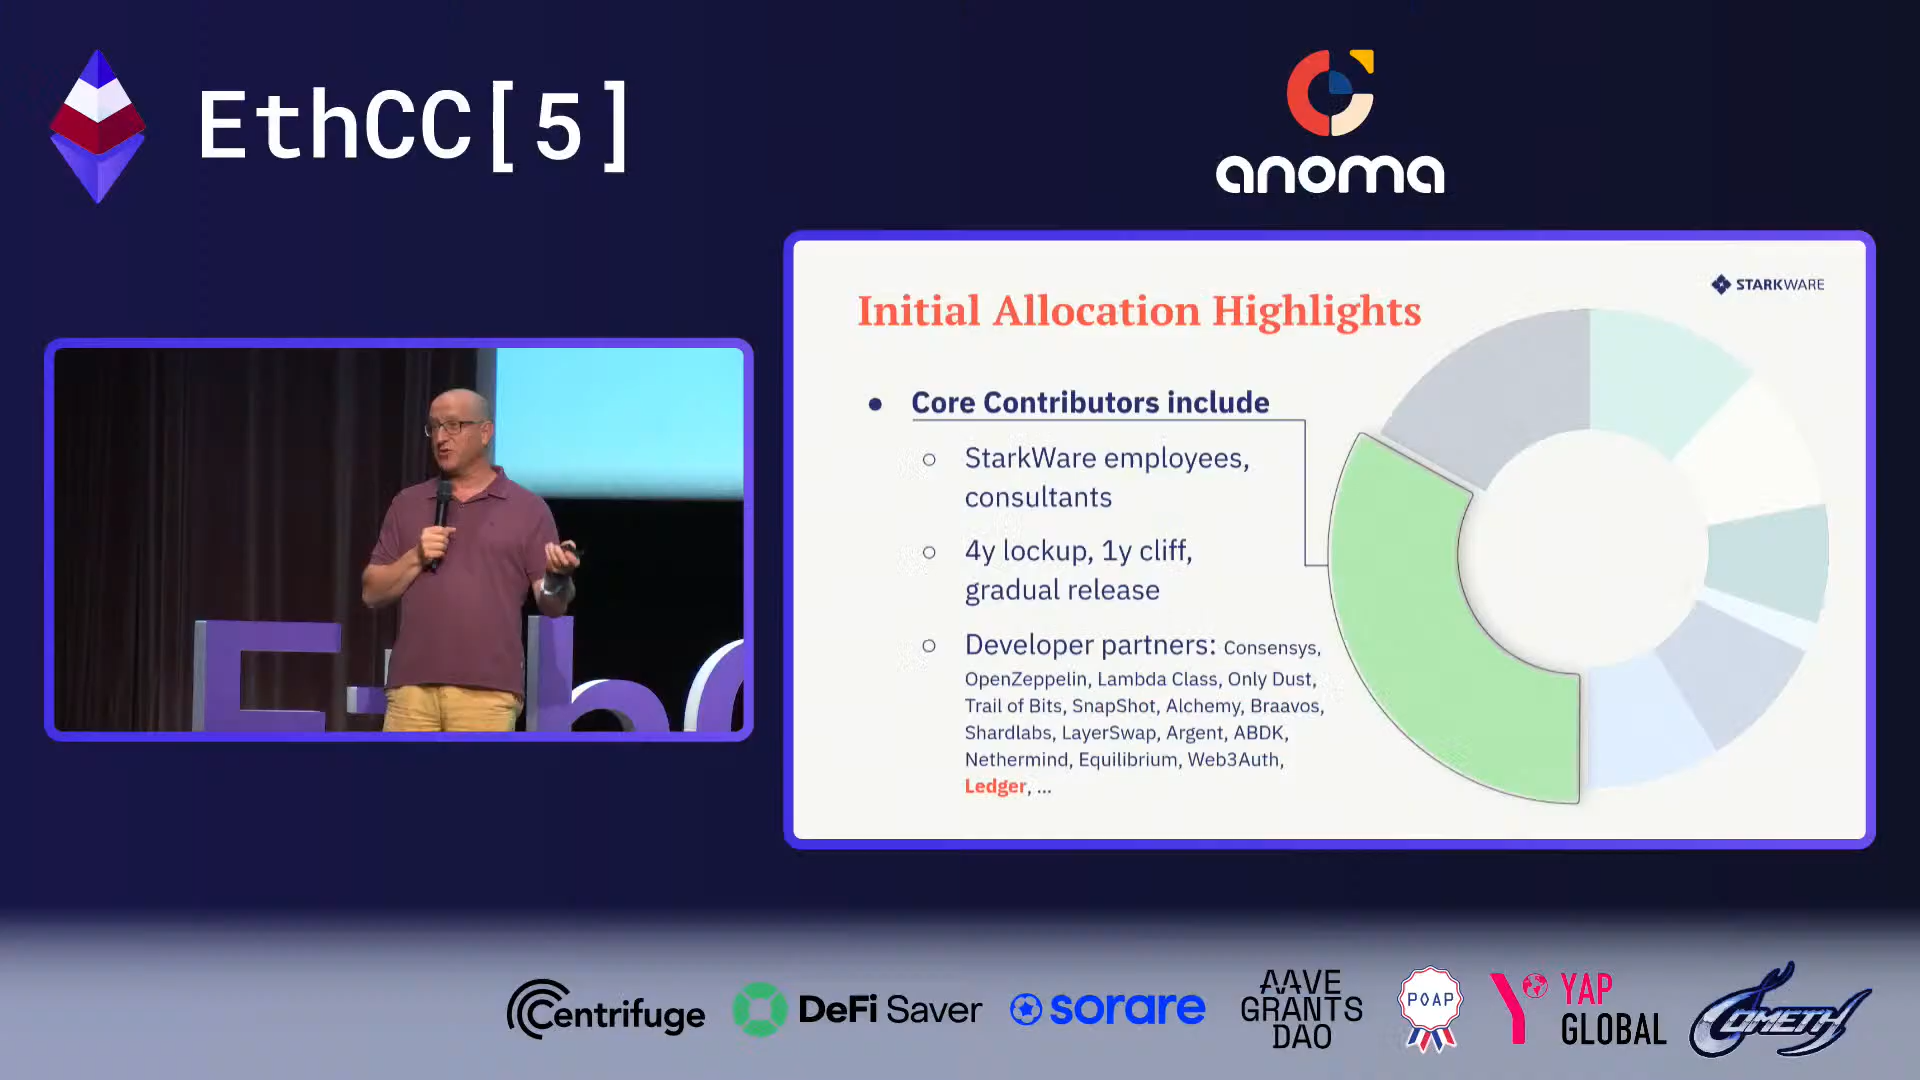 EthCC[5]
anoma
STARKWARE
Initial Allocation Highlights
● Core Contributors include
○ StarkWare employees,
consultants
○ 4y lockup, 1y cliff,
gradual release
○ Developer partners: Consensys,
OpenZeppelin, Lambda Class, Only Dust,
Trail of Bits, SnapShot, Alchemy, Braavos,
Shardlabs, LayerSwap, Argent, ABDK,
Nethermind, Equilibrium, Web3Auth,
Ledger, ...
EthC
Centrifuge
DeFi Saver
sorare
AAVE
GRANTS
DAO
POAP
YAP
GLOBAL
COMETH